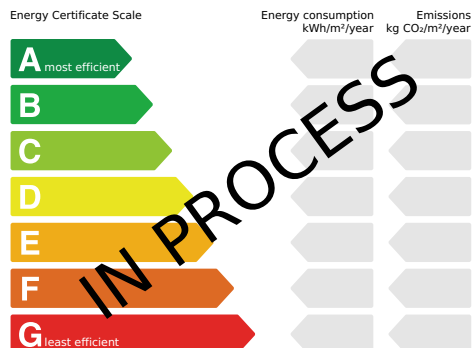 Energy Certificate Scale
Energy consumption
kWh/m²/year
Emissions
kg CO₂/m²/year
A most efficient
B
C
D
E
F
G least efficient
IN PROCESS